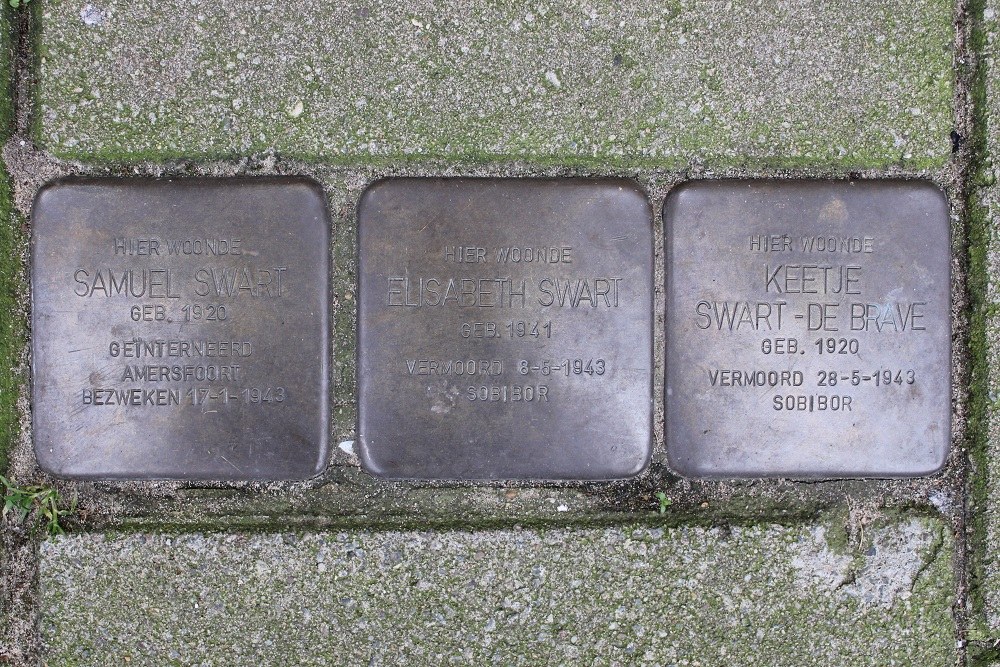 HIER WOONDE
SAMUEL SWART
GEB. 1920
GEÏNTERNEERD
AMERSFOORT
BEZWEKEN 17-1-1943
HIER WOONDE
ELISABETH SWART
GEB. 1941
VERMOORD 8-5-1943
SOBIBOR
HIER WOONDE
KEETJE
SWART-DE BRAVE
GEB. 1920
VERMOORD 28-5-1943
SOBIBOR